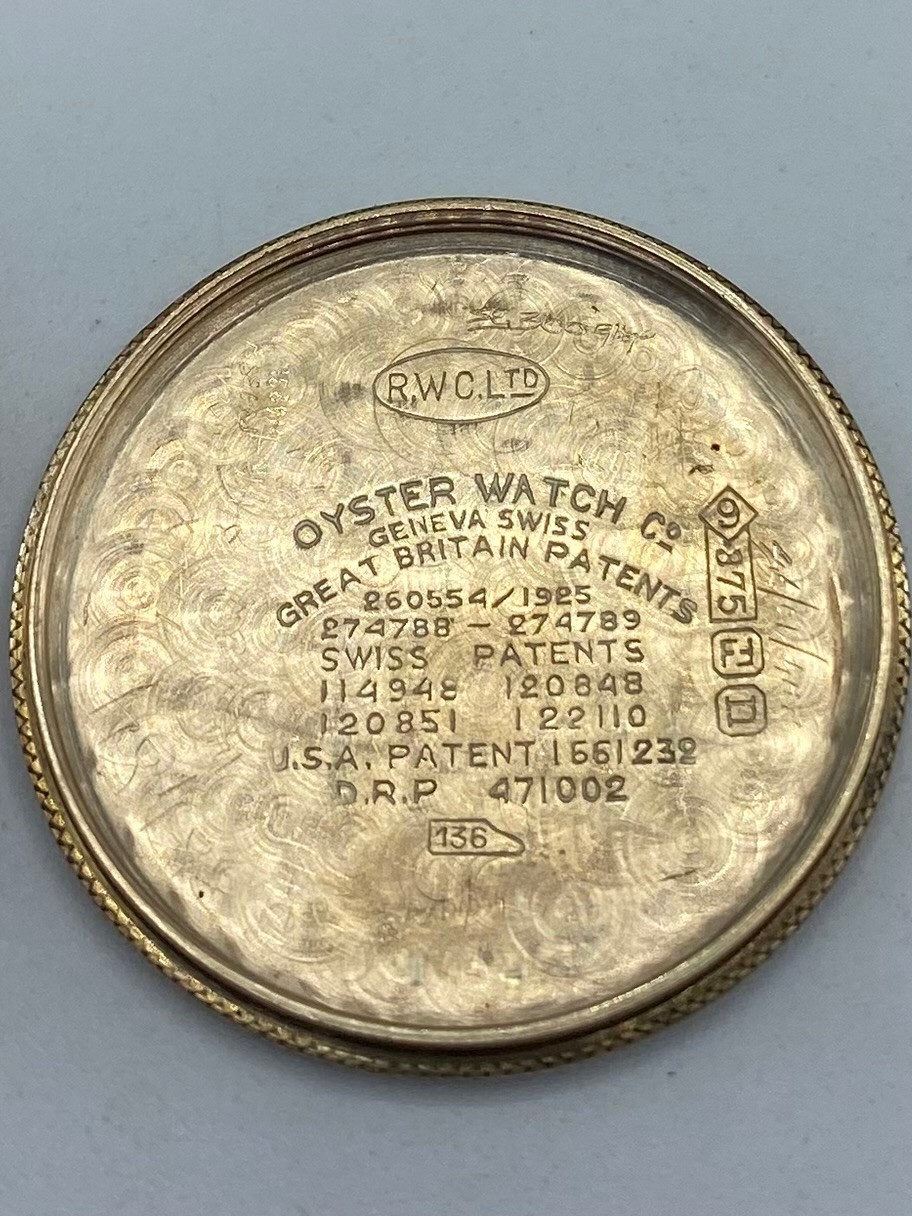 R.W.C.LTD
OYSTER WATCH Co
GENEVA SWISS
GREAT BRITAIN PATENTS
260554/1925
274788 - 274789
SWISS PATENTS
114948 120848
120851 122110
U.S.A. PATENT 1661232
D.R.P 471002
136
9
·375
D